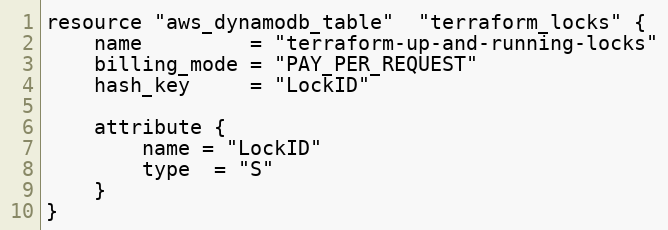 1 resource "aws_dynamodb_table"  "terraform_locks" {
2     name         = "terraform-up-and-running-locks"
3     billing_mode = "PAY_PER_REQUEST"
4     hash_key     = "LockID"
5
6     attribute {
7         name = "LockID"
8         type  = "S"
9     }
10 }